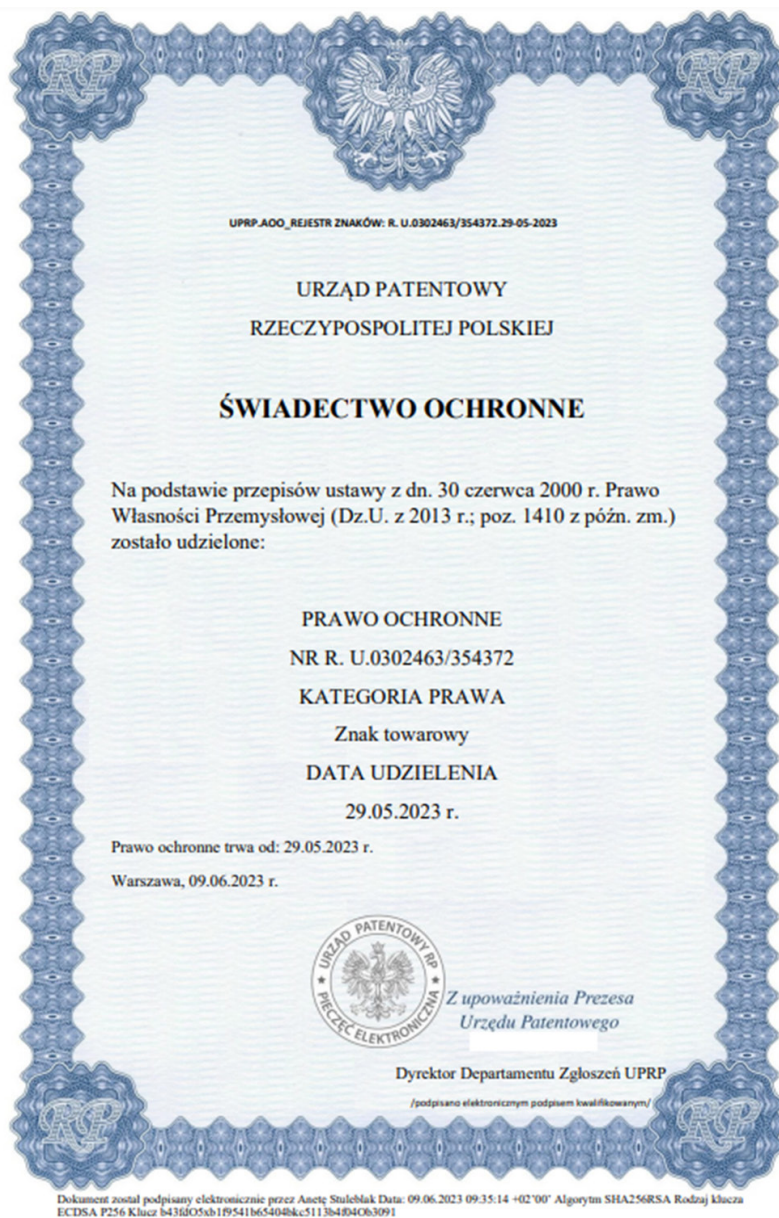 RP
RP
UPRP.AOO_REJESTR ZNAKÓW: R. U.0302463/354372.29-05-2023
URZĄD PATENTOWY
RZECZYPOSPOLITEJ POLSKIEJ
ŚWIADECTWO OCHRONNE
Na podstawie przepisów ustawy z dn. 30 czerwca 2000 r. Prawo
Własności Przemysłowej (Dz.U. z 2013 r.; poz. 1410 z późn. zm.)
zostało udzielone:
PRAWO OCHRONNE
NR R. U.0302463/354372
KATEGORIA PRAWA
Znak towarowy
DATA UDZIELENIA
29.05.2023 r.
Prawo ochronne trwa od: 29.05.2023 r.
Warszawa, 09.06.2023 r.
URZĄD PATENTOWY RP
PIECZĘĆ ELEKTRONICZNA
Z upoważnienia Prezesa
Urzędu Patentowego
Dyrektor Departamentu Zgłoszeń UPRP
/podpisano elektronicznym podpisem kwalifikowanym/
RP
RP
Dokument został podpisany elektronicznie przez Anetę Stuleblak Data: 09.06.2023 09:35:14 +02'00' Algorytm SHA256RSA Rodzaj klucza
ECDSA P256 Klucz